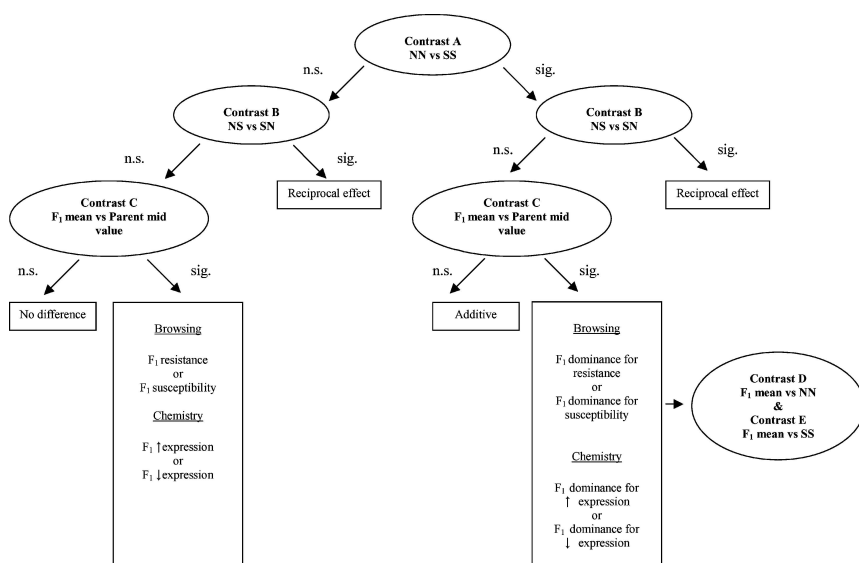 Contrast A
NN vs SS
n.s.
sig.
Contrast B
NS vs SN
Contrast B
NS vs SN
n.s.
sig.
n.s.
sig.
Contrast C
F₁ mean vs Parent mid
value
Reciprocal effect
Contrast C
F₁ mean vs Parent mid
value
Reciprocal effect
n.s.
sig.
n.s.
sig.
No difference
Browsing
F₁ resistance
or
F₁ susceptibility
Chemistry
F₁ ↑expression
or
F₁ ↓expression
Additive
Browsing
F₁ dominance for
resistance
or
F₁ dominance for
susceptibility
Chemistry
F₁ dominance for
↑ expression
or
F₁ dominance for
↓ expression
Contrast D
F₁ mean vs NN
&
Contrast E
F₁ mean vs SS